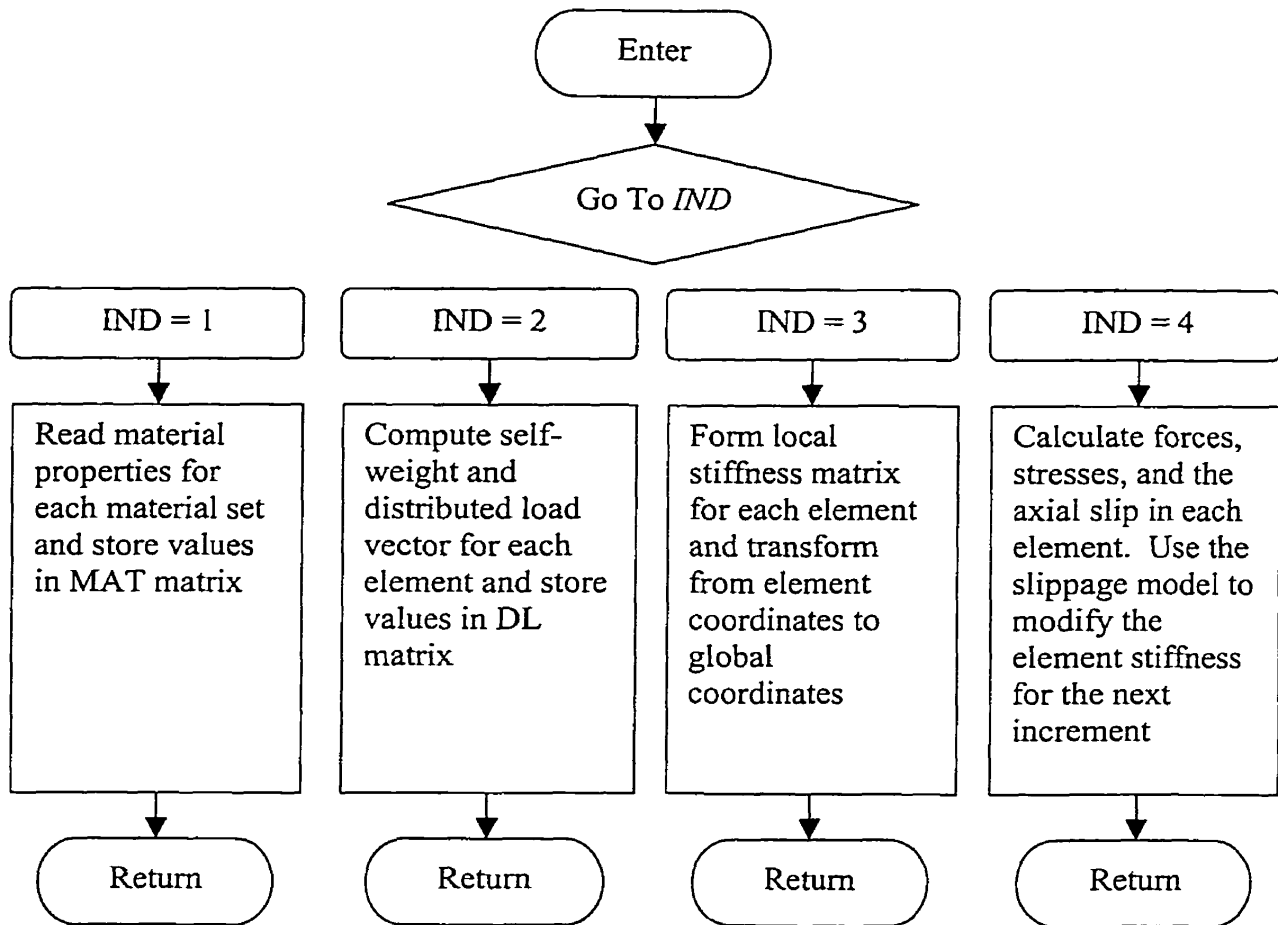 Enter
Go To IND
IND = 1
IND = 2
IND = 3
IND = 4
Read material
properties for
each material set
and store values
in MAT matrix
Compute self-
weight and
distributed load
vector for each
element and store
values in DL
matrix
Form local
stiffness matrix
for each element
and transform
from element
coordinates to
global
coordinates
Calculate forces,
stresses, and the
axial slip in each
element. Use the
slippage model to
modify the
element stiffness
for the next
increment
Return
Return
Return
Return